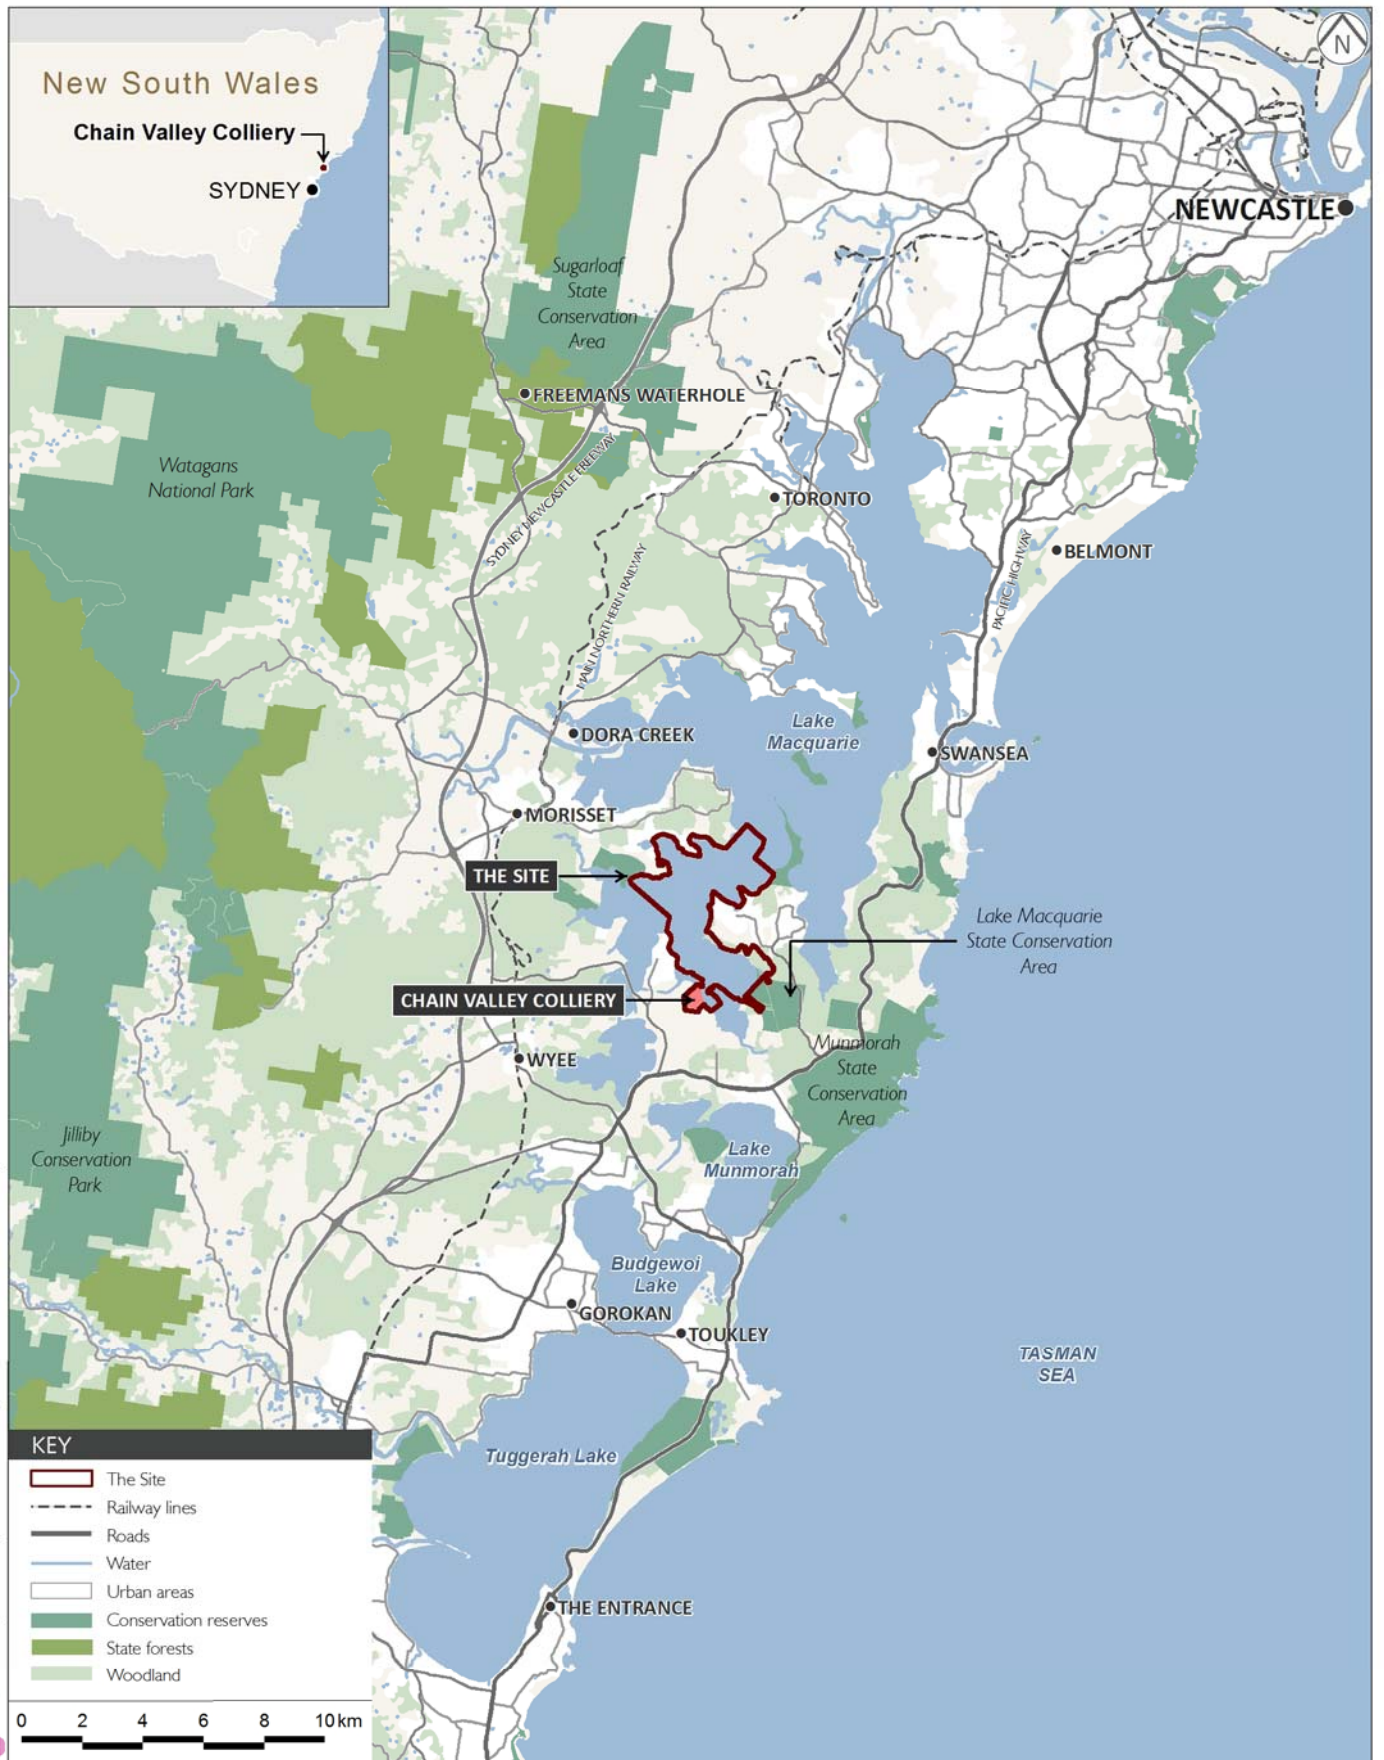 New South Wales
Chain Valley Colliery
SYDNEY
N
NEWCASTLE
Sugarloaf
State
Conservation
Area
FREEMANS WATERHOLE
Watagans
National Park
SYDNEY NEWCASTLE FREEWAY
TORONTO
MAIN NORTHERN RAILWAY
BELMONT
PACIFIC HIGHWAY
Lake
Macquarie
DORA CREEK
SWANSEA
MORISSET
THE SITE
Lake Macquarie
State Conservation
Area
CHAIN VALLEY COLLIERY
WYEE
Munmorah
State
Conservation
Area
Jilliby
Conservation
Park
Lake
Munmorah
Budgewoi
Lake
GOROKAN
TOUKLEY
TASMAN
SEA
Tuggerah Lake
THE ENTRANCE
KEY
The Site
Railway lines
Roads
Water
Urban areas
Conservation reserves
State forests
Woodland
0 2 4 6 8 10 km